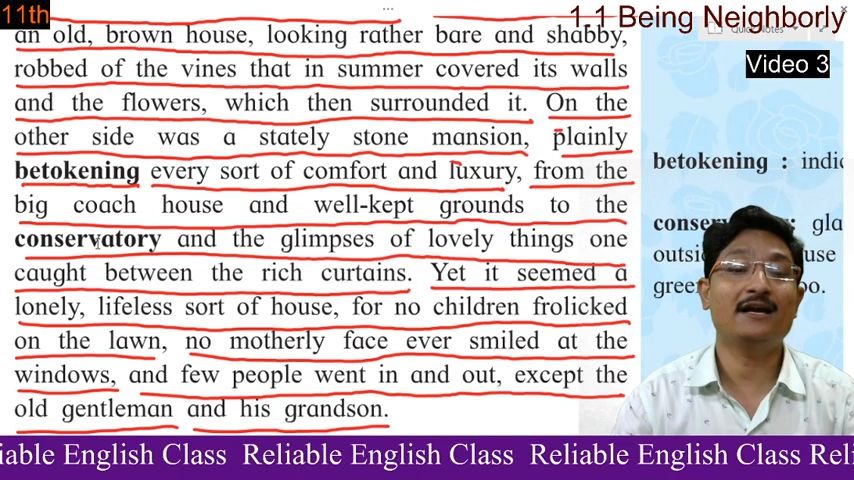 11th
1.1 Being Neighborly
Quick Notes
Video 3
an old, brown house, looking rather bare and shabby,
robbed of the vines that in summer covered its walls
and the flowers, which then surrounded it. On the
other side was a stately stone mansion, plainly
betokening every sort of comfort and luxury, from the
big coach house and well-kept grounds to the
conservatory and the glimpses of lovely things one
caught between the rich curtains. Yet it seemed a
lonely, lifeless sort of house, for no children frolicked
on the lawn, no motherly face ever smiled at the
windows, and few people went in and out, except the
old gentleman and his grandson.
betokening : indic
conser : gla
outsi use
gree oo.
iable English Class Reliable English Class Reliable English Class Reli